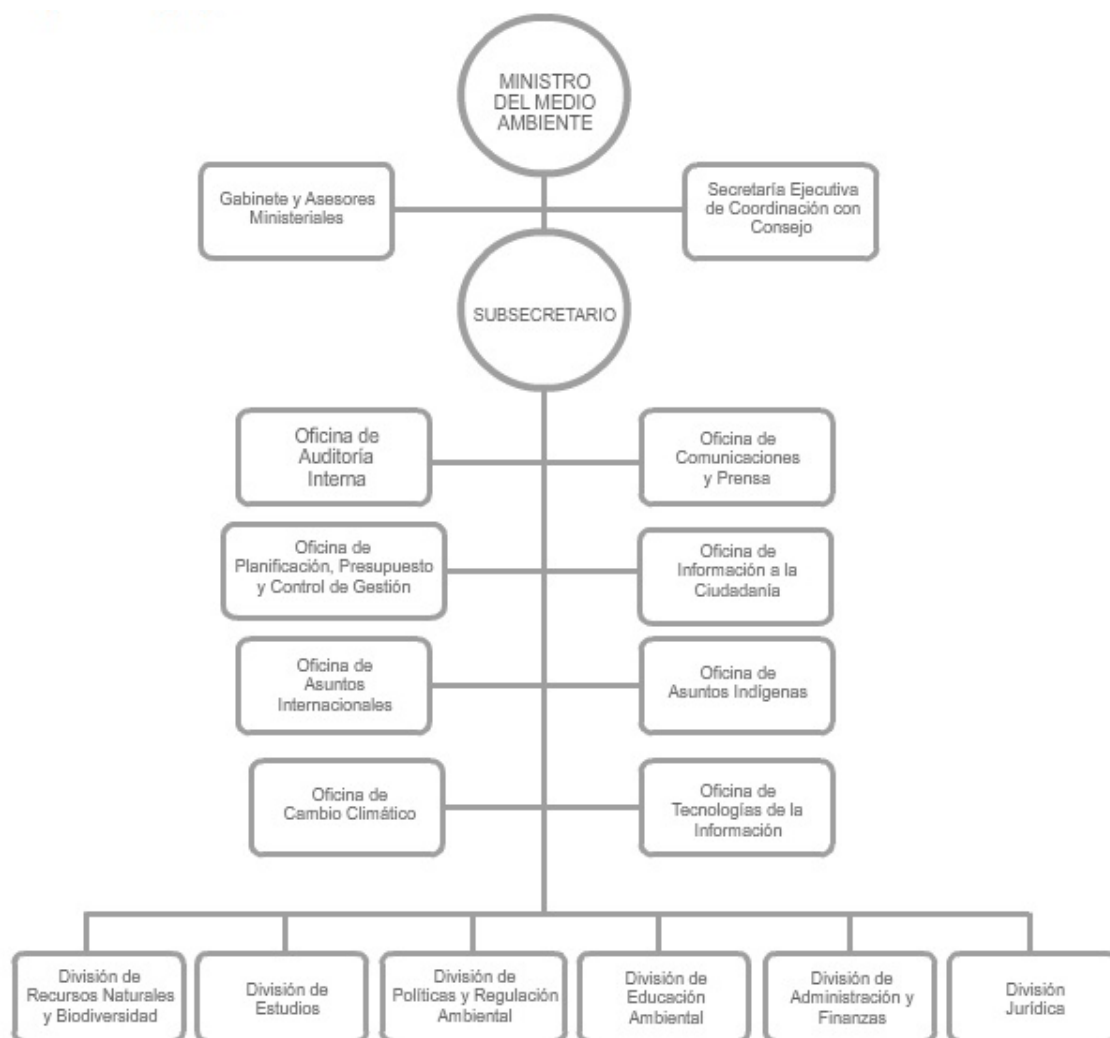 MINISTRO
DEL MEDIO
AMBIENTE
Gabinete y Asesores
Ministeriales
Secretaría Ejecutiva
de Coordinación con
Consejo
SUBSECRETARIO
Oficina de
Auditoría
Interna
Oficina de
Comunicaciones
y Prensa
Oficina de
Planificación, Presupuesto
y Control de Gestión
Oficina de
Información a la
Ciudadanía
Oficina de
Asuntos
Internacionales
Oficina de
Asuntos Indígenas
Oficina de
Cambio Climático
Oficina de
Tecnologías de la
Información
División de
Recursos Naturales
y Biodiversidad
División de
Estudios
División de
Políticas y Regulación
Ambiental
División de
Educación
Ambiental
División de
Administración y
Finanzas
División
Jurídica